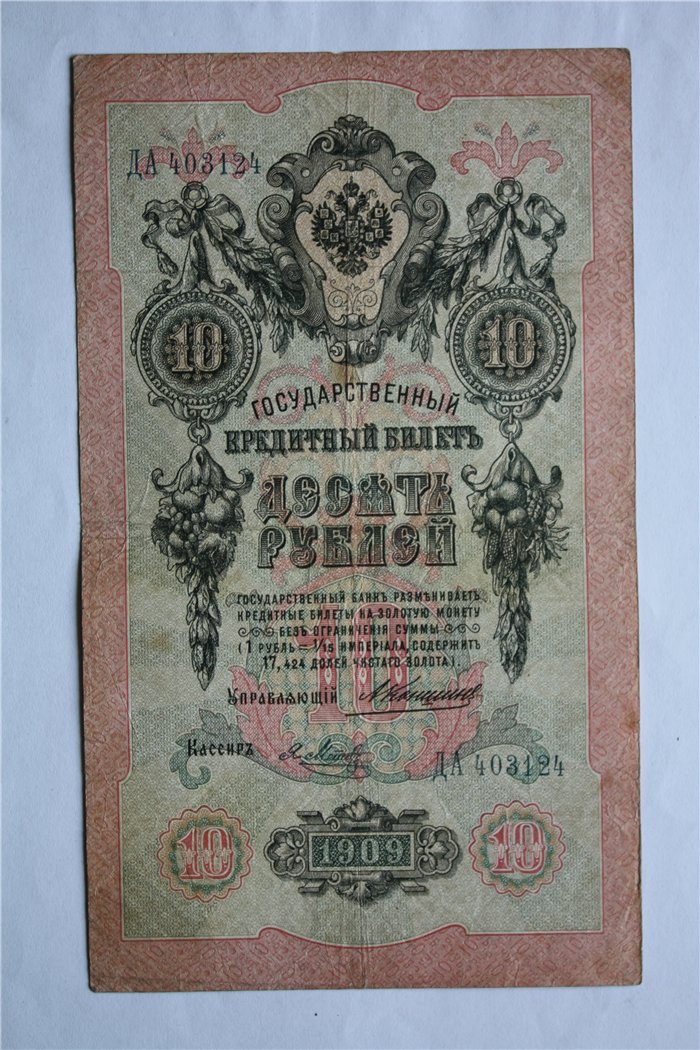 ДА 403124
10 10
ГОСУДАРСТВЕННЫЙ
КРЕДИТНЫЙ БИЛЕТЪ
ДЕСЯТЬ
РУБЛЕЙ
ГОСУДАРСТВЕННЫЙ БАНКЪ РАЗМѢНИВАЕТЪ
КРЕДИТНЫЕ БИЛЕТЫ НА ЗОЛОТУЮ МОНЕТУ
БЕЗЪ ОГРАНИЧЕНІЯ СУММЫ
(1 РУБЛЬ = 1/15 ИМПЕРІАЛА, СОДЕРЖИТЪ
17,424 ДОЛЕЙ ЧИСТАГО ЗОЛОТА).
10
Управляющій
Кассиръ
ДА 403124
10 1909 10